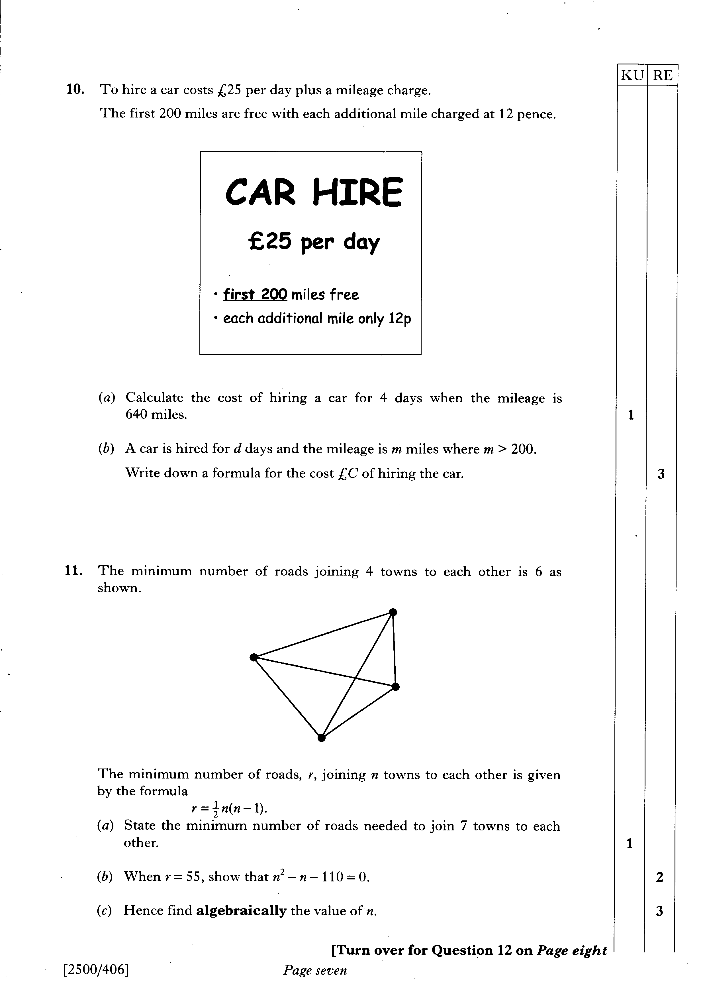 KU RE
10. To hire a car costs £25 per day plus a mileage charge.
The first 200 miles are free with each additional mile charged at 12 pence.
CAR HIRE
£25 per day
· first 200 miles free
· each additional mile only 12p
(a) Calculate the cost of hiring a car for 4 days when the mileage is
640 miles. 1
(b) A car is hired for d days and the mileage is m miles where m > 200.
Write down a formula for the cost £C of hiring the car. 3
11. The minimum number of roads joining 4 towns to each other is 6 as
shown.
The minimum number of roads, r, joining n towns to each other is given
by the formula
r = ½n(n – 1).
(a) State the minimum number of roads needed to join 7 towns to each
other. 1
(b) When r = 55, show that n² – n – 110 = 0. 2
(c) Hence find algebraically the value of n. 3
[Turn over for Question 12 on Page eight
[2500/406] Page seven